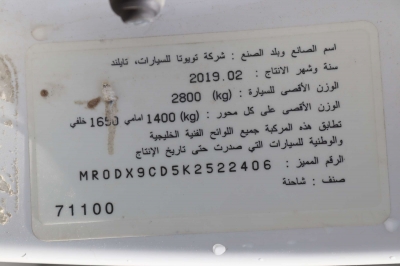 اسم الصانع وبلد الصنع : شركة تويوتا للسيارات، تايلند
سنة وشهر الانتاج : 2019.02
الوزن الأقصى للسيارة : (kg) 2800
الوزن الأقصى على كل محور : (kg) 1400 امامي 1650 خلفي
تطابق هذه المركبة جميع اللوائح الفنية الخليجية
والوطنية للسيارات التي صدرت حتى تاريخ الإنتاج
الرقم المميز : MR0DX9CD5K2522406
صنف : شاحنة
71100